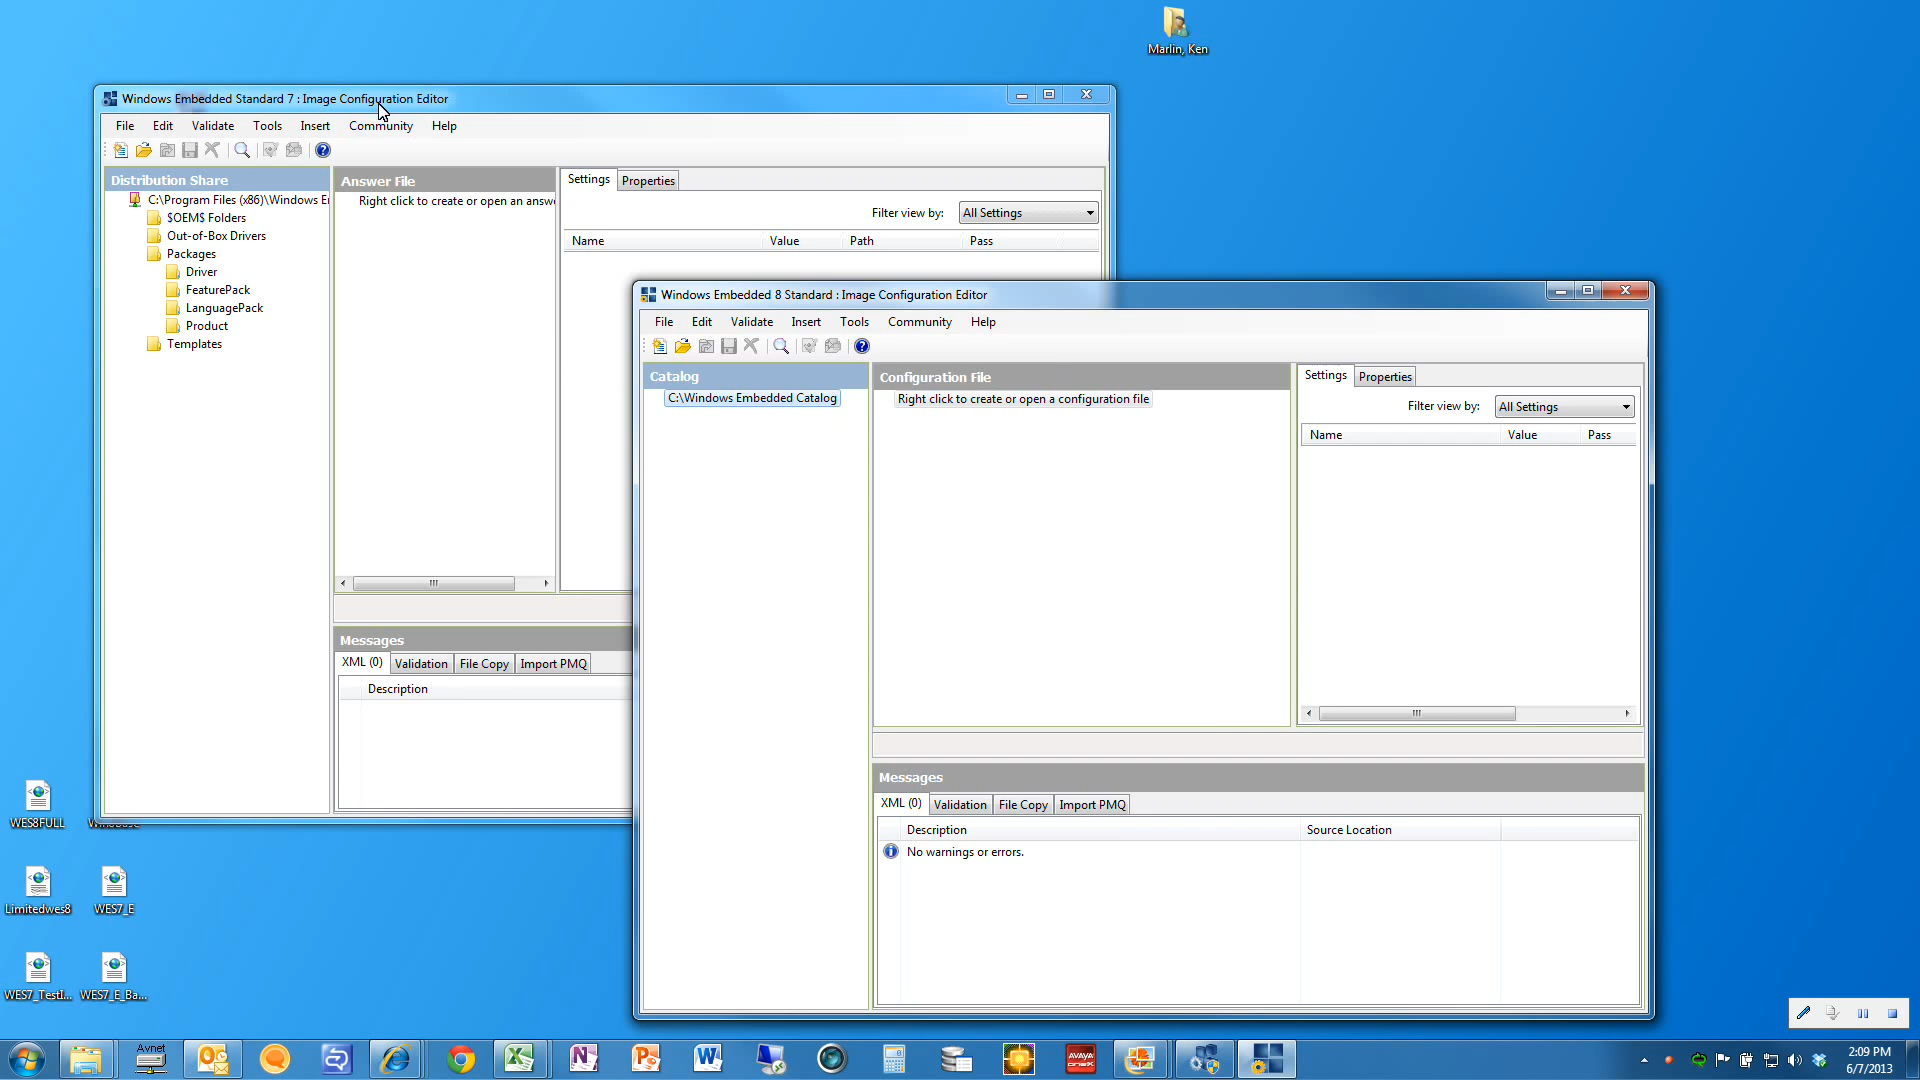 Marlin, Ken
Windows Embedded Standard 7 : Image Configuration Editor
File Edit Validate Tools Insert Community Help
Distribution Share
C:\Program Files (x86)\Windows E
$OEM$ Folders
Out-of-Box Drivers
Packages
Driver
FeaturePack
LanguagePack
Product
Templates
Answer File
Right click to create or open an answ
Settings Properties
Filter view by: All Settings
Name Value Path Pass
Messages
XML (0) Validation File Copy Import PMQ
Description
Windows Embedded 8 Standard : Image Configuration Editor
File Edit Validate Insert Tools Community Help
Catalog
C:\Windows Embedded Catalog
Configuration File
Right click to create or open a configuration file
Settings Properties
Filter view by: All Settings
Name Value Pass
Messages
XML (0) Validation File Copy Import PMQ
Description Source Location
No warnings or errors.
WES8FULL
Limitedwes8 WES7_E
WES7_TestI... WES7_E_Ba...
Avnet
AVAYA
2:09 PM
6/7/2013